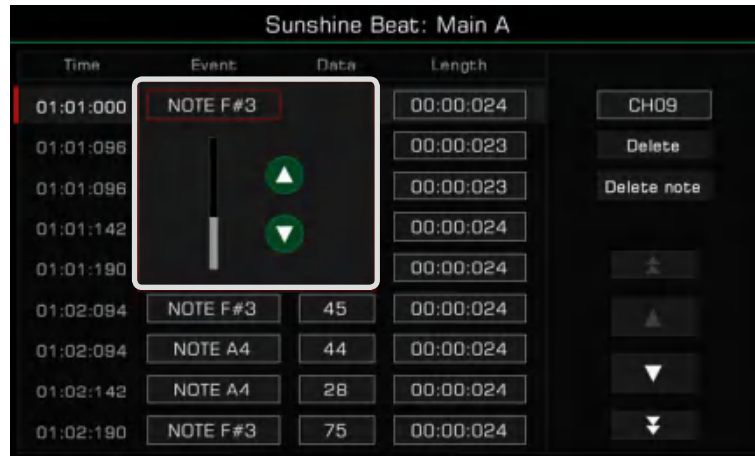 Sunshine Beat: Main A
Time Event Data Length
01:01:000 NOTE F#3 00:00:024 CH09
01:01:096 00:00:023 Delete
01:01:096 00:00:023 Delete note
01:01:142 00:00:024
01:01:190 00:00:024
01:02:094 NOTE F#3 45 00:00:024
01:02:094 NOTE A4 44 00:00:024
01:02:142 NOTE A4 28 00:00:024
01:02:190 NOTE F#3 75 00:00:024